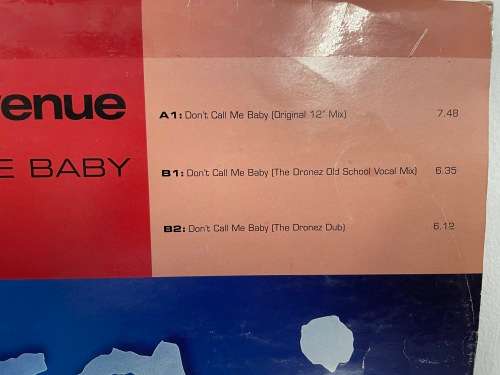 venue
E BABY
A1: Don't Call Me Baby (Original 12" Mix) 7.48
B1: Don't Call Me Baby (The Dronez Old School Vocal Mix) 6.35
B2: Don't Call Me Baby (The Dronez Dub) 6.12